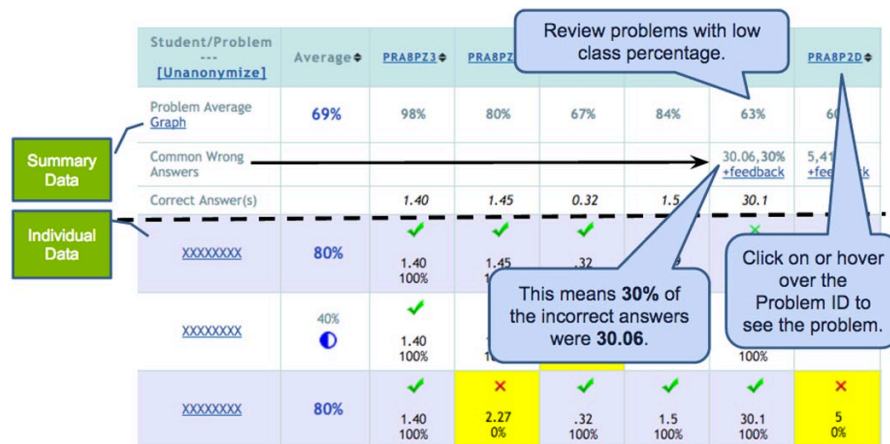 Student/Problem
---
[Unanonymize]
Average
PRA8PZ3
PRA8PZ
PRA8P2D
Review problems with low
class percentage.
Problem Average
Graph
69%
98%
80%
67%
84%
63%
Summary
Data
Common Wrong
Answers
30.06,30%
+feedback
5,41
Correct Answer(s)
1.40
1.45
0.32
1.5
30.1
Individual
Data
XXXXXXXX
80%
1.40
100%
1.45
.32
Click on or hover
over the
Problem ID to
see the problem.
This means 30% of
the incorrect answers
were 30.06.
XXXXXXXX
40%
1.40
100%
100%
XXXXXXXX
80%
1.40
100%
2.27
0%
.32
100%
1.5
100%
30.1
100%
5
0%